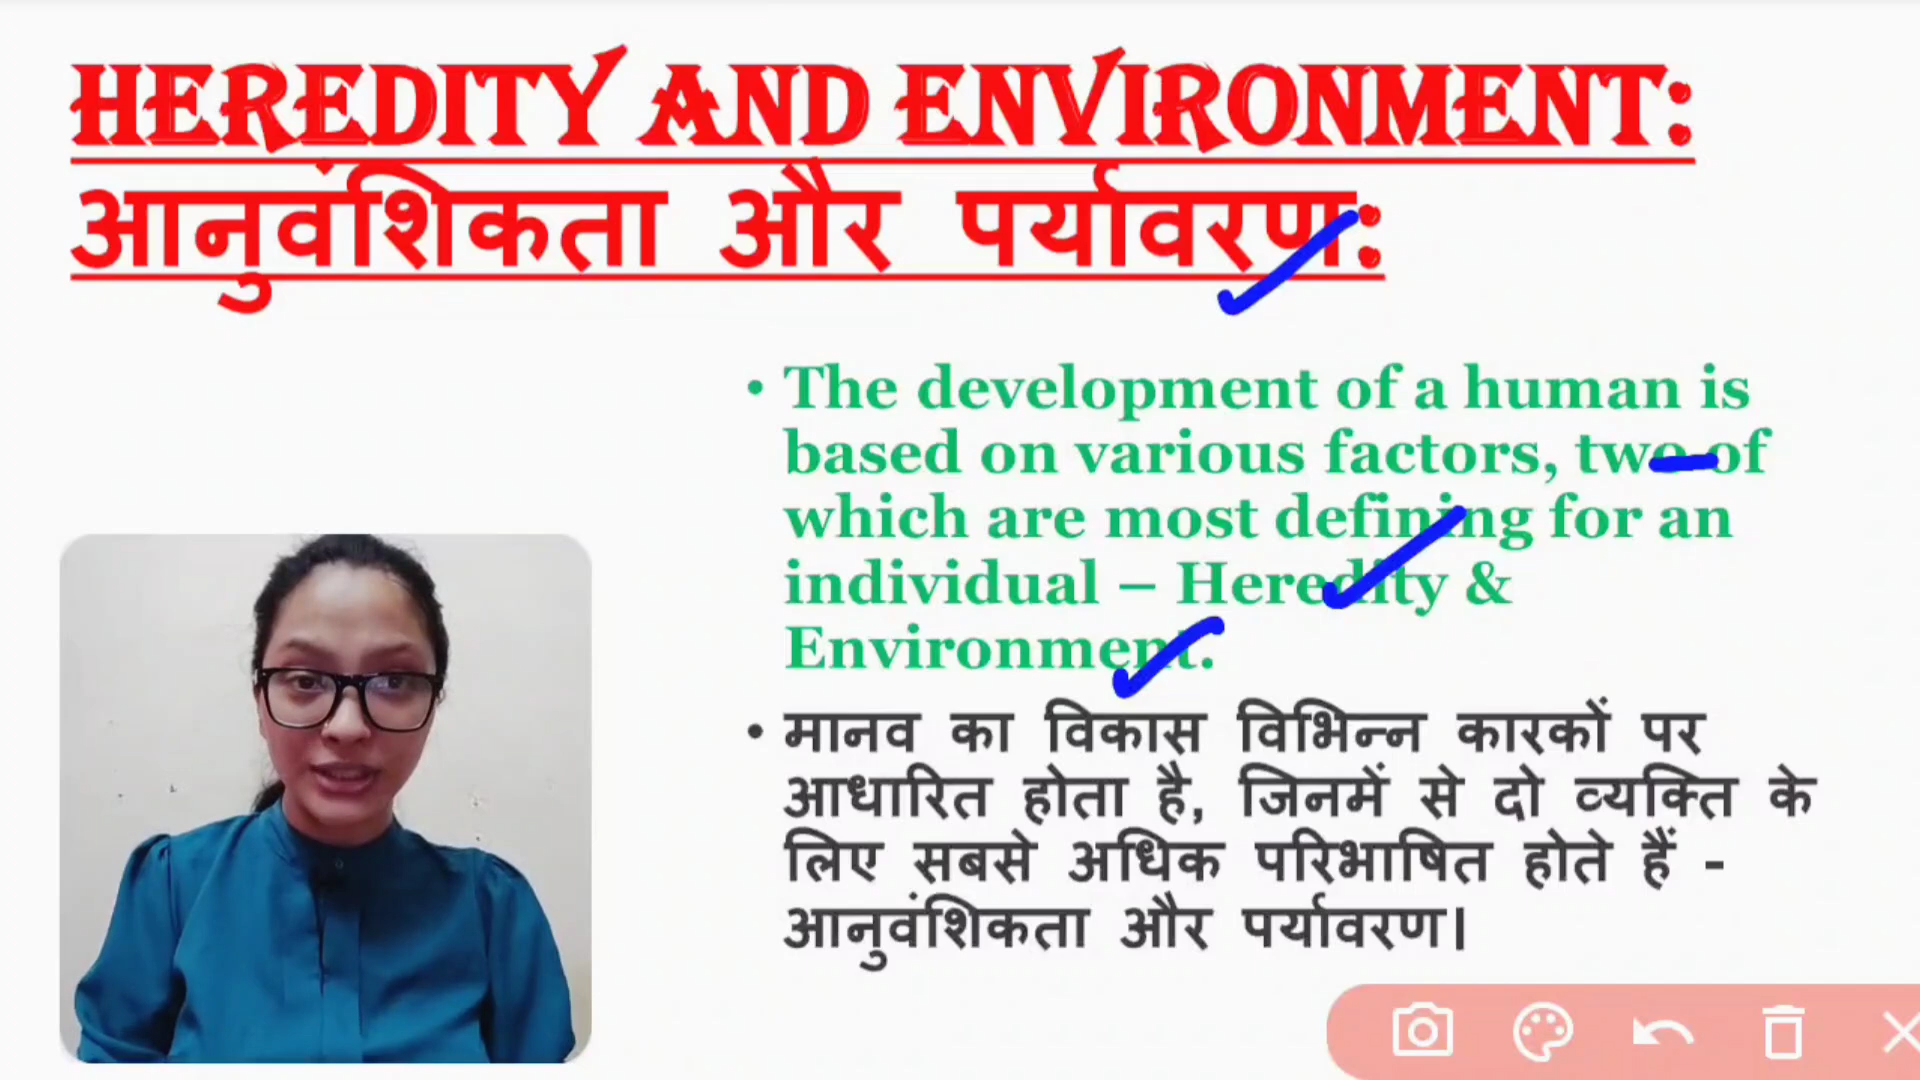 HEREDITY AND ENVIRONMENT:
आनुवंशिकता और पर्यावरण:
• The development of a human is
based on various factors, two of
which are most defining for an
individual – Heredity &
Environment.
• मानव का विकास विभिन्न कारकों पर
आधारित होता है, जिनमें से दो व्यक्ति के
लिए सबसे अधिक परिभाषित होते हैं -
आनुवंशिकता और पर्यावरण।